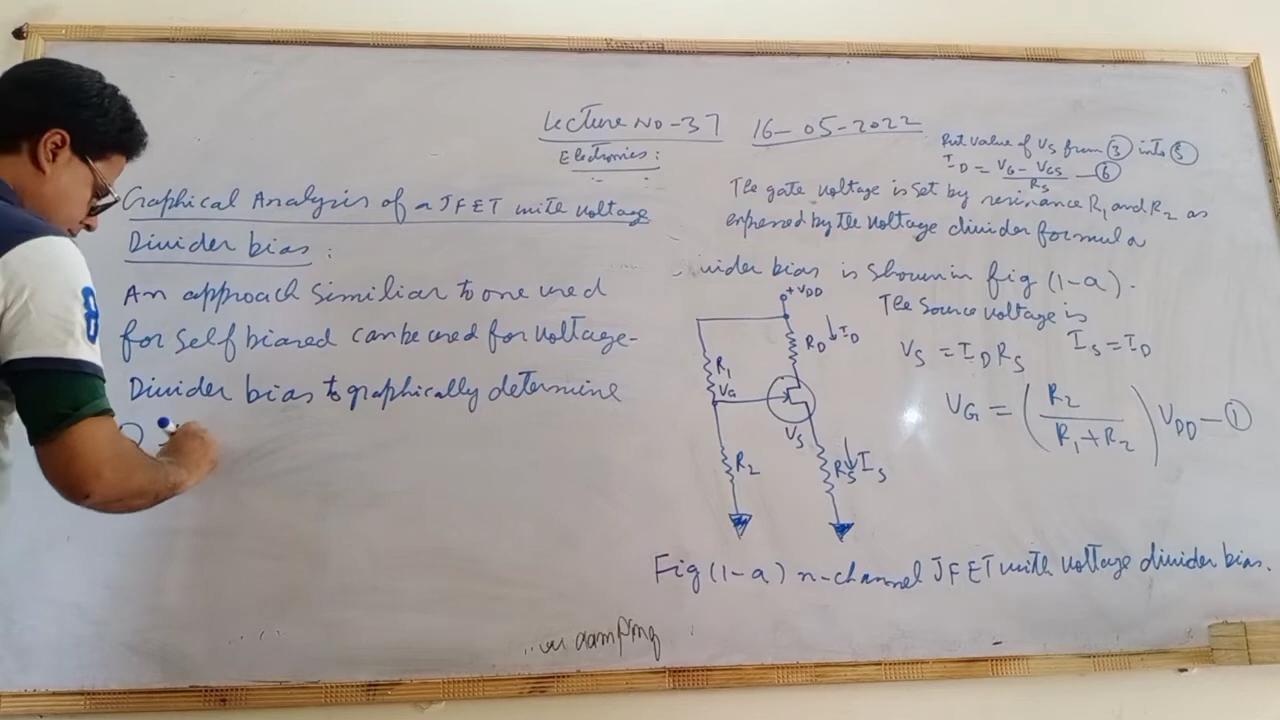 Lecture No-37 16-05-2022
Electronics:
Graphical Analysis of a JFET with voltage
Divider bias:
An approach similiar to one used
for self biased can be used for voltage-
Divider bias to graphically determine
Q
Put value of VS from ③ into ⑤
ID = VG - VGS / RS — ⑥
The gate voltage is set by resisance R1 and R2 as
expressed by the voltage divider formula
vider bias is shown in fig (1-a).
The Source voltage is
VS = ID RS IS = ID
VG = (R2 / R1 + R2) VDD — ①
+VDD
RD ↓ ID
R1
VG
VS
R2
RS ↓ IS
Fig (1-a) n-channel JFET with voltage divider bias.
damping
8